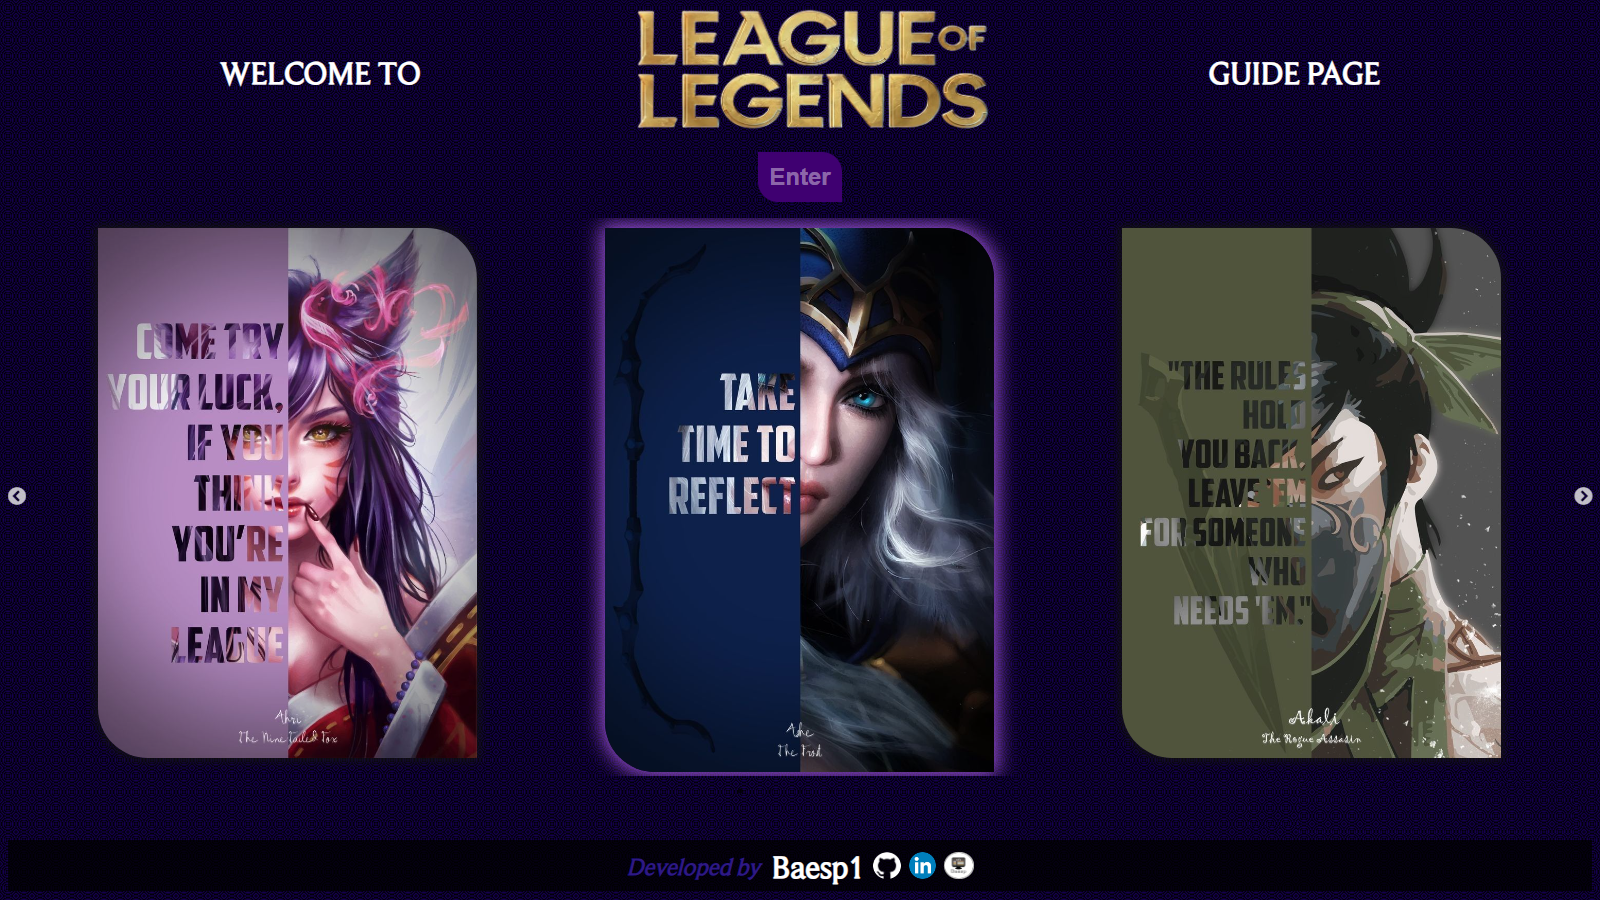 WELCOME TO
LEAGUE OF
LEGENDS
GUIDE PAGE
Enter
COME TRY
YOUR LUCK,
IF YOU
THINK
YOU'RE
IN MY
LEAGUE
Ahri
The Nine Tailed Fox
TAKE
TIME TO
REFLECT
Ashe
The Frost
"THE RULES
HOLD
YOU BACK,
LEAVE 'EM
FOR SOMEONE
WHO
NEEDS 'EM."
Akali
The Rogue Assasin
Developed by Baesp1
in